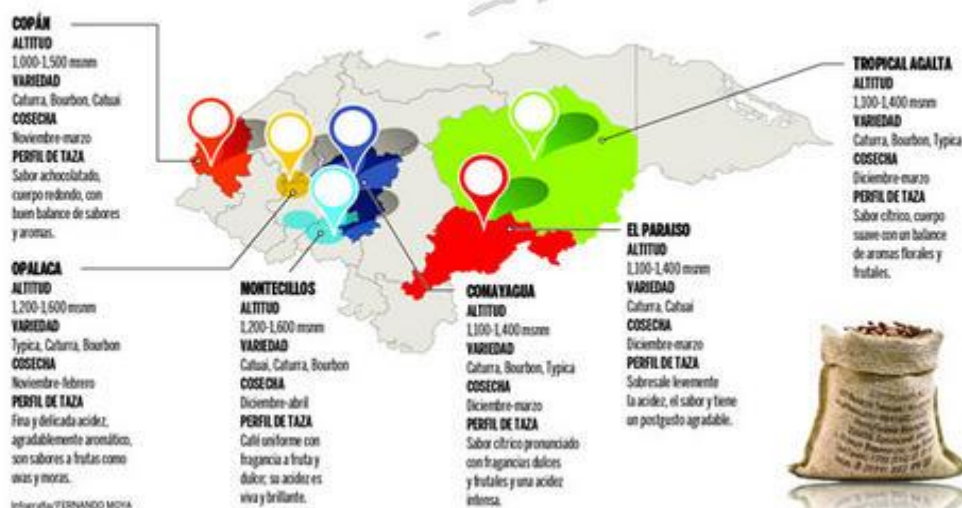 COPÁN
ALTITUD
1,000-1,500 msnm
VARIEDAD
Caturra, Bourbon, Catuai
COSECHA
Noviembre-marzo
PERFIL DE TAZA
Sabor achocolatado,
cuerpo redondo, con
buen balance de sabores
y aromas.
OPALACA
ALTITUD
1,200-1,600 msnm
VARIEDAD
Typica, Caturra, Bourbon
COSECHA
Noviembre-febrero
PERFIL DE TAZA
Fina y delicada acidez,
agradablemente aromático,
son sabores a frutas como
uvas y moras.
Infografía/FERNANDO MOYA
MONTECILLOS
ALTITUD
1,200-1,600 msnm
VARIEDAD
Catuai, Caturra, Bourbon
COSECHA
Diciembre-abril
PERFIL DE TAZA
Café uniforme con
fragancia a fruta y
dulce; su acidez es
viva y brillante.
COMAYAGUA
ALTITUD
1,100-1,400 msnm
VARIEDAD
Caturra, Bourbon, Typica
COSECHA
Diciembre-marzo
PERFIL DE TAZA
Sabor cítrico pronunciado
con fragancias dulces
y frutales y una acidez
intensa.
EL PARAISO
ALTITUD
1,100-1,400 msnm
VARIEDAD
Caturra, Catuai
COSECHA
Diciembre-marzo
PERFIL DE TAZA
Sobresale levemente
la acidez, el sabor y tiene
un postgusto agradable.
TROPICAL AGALTA
ALTITUD
1,100-1,400 msnm
VARIEDAD
Caturra, Bourbon, Typica
COSECHA
Diciembre-marzo
PERFIL DE TAZA
Sabor cítrico, cuerpo
suave con un balance
de aromas florales y
frutales.